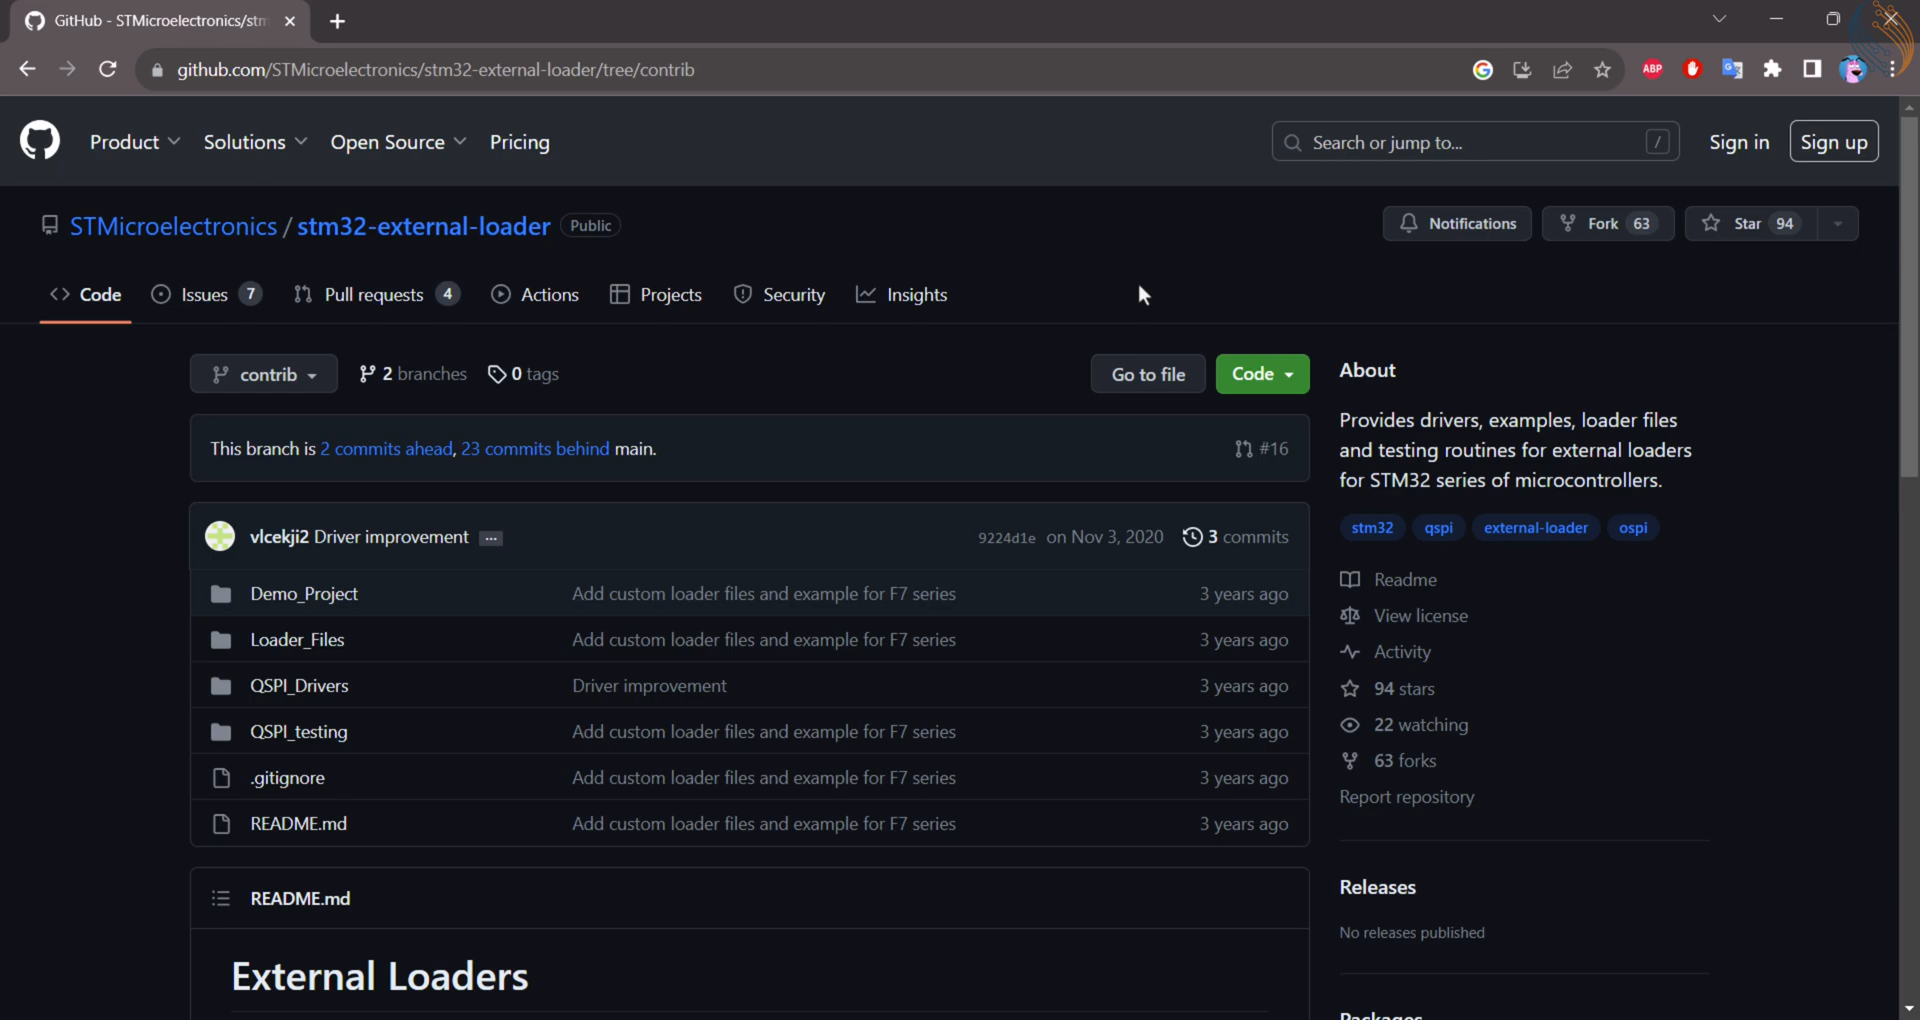 GitHub - STMicroelectronics/stm
github.com/STMicroelectronics/stm32-external-loader/tree/contrib
ABP
Product Solutions Open Source Pricing
Search or jump to... /
Sign in Sign up
STMicroelectronics / stm32-external-loader Public
Notifications Fork 63 Star 94
Code Issues 7 Pull requests 4 Actions Projects Security Insights
contrib 2 branches 0 tags
Go to file Code
This branch is 2 commits ahead, 23 commits behind main.
#16
vlcekji2 Driver improvement ...
9224d1e on Nov 3, 2020 3 commits
Demo_Project Add custom loader files and example for F7 series 3 years ago
Loader_Files Add custom loader files and example for F7 series 3 years ago
QSPI_Drivers Driver improvement 3 years ago
QSPI_testing Add custom loader files and example for F7 series 3 years ago
.gitignore Add custom loader files and example for F7 series 3 years ago
README.md Add custom loader files and example for F7 series 3 years ago
README.md
External Loaders
About
Provides drivers, examples, loader files
and testing routines for external loaders
for STM32 series of microcontrollers.
stm32 qspi external-loader ospi
Readme
View license
Activity
94 stars
22 watching
63 forks
Report repository
Releases
No releases published
Packages